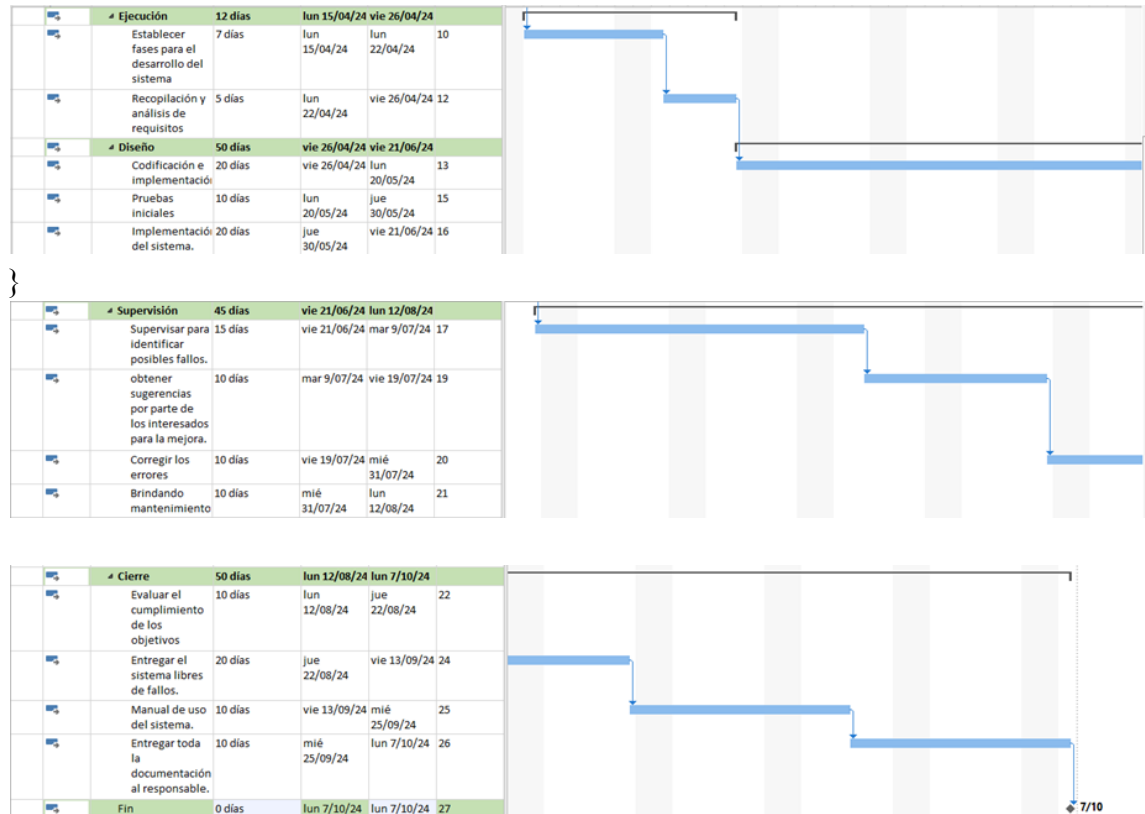 Ejecución 12 días lun 15/04/24 vie 26/04/24
Establecer 7 días lun lun 10
fases para el 15/04/24 22/04/24
desarrollo del
sistema
Recopilación y 5 días lun vie 26/04/24 12
análisis de 22/04/24
requisitos
Diseño 50 días vie 26/04/24 vie 21/06/24
Codificación e 20 días vie 26/04/24 lun 13
implementació 20/05/24
Pruebas 10 días lun jue 15
iniciales 20/05/24 30/05/24
Implementació 20 días jue vie 21/06/24 16
del sistema. 30/05/24
}
Supervisión 45 días vie 21/06/24 lun 12/08/24
Supervisar para 15 días vie 21/06/24 mar 9/07/24 17
identificar
posibles fallos.
obtener 10 días mar 9/07/24 vie 19/07/24 19
sugerencias
por parte de
los interesados
para la mejora.
Corregir los 10 días vie 19/07/24 mié 20
errores 31/07/24
Brindando 10 días mié lun 21
mantenimiento 31/07/24 12/08/24
Cierre 50 días lun 12/08/24 lun 7/10/24
Evaluar el 10 días lun jue 22
cumplimiento 12/08/24 22/08/24
de los
objetivos
Entregar el 20 días jue vie 13/09/24 24
sistema libres 22/08/24
de fallos.
Manual de uso 10 días vie 13/09/24 mié 25
del sistema. 25/09/24
Entregar toda 10 días mié lun 7/10/24 26
la 25/09/24
documentación
al responsable.
Fin 0 días lun 7/10/24 lun 7/10/24 27
7/10